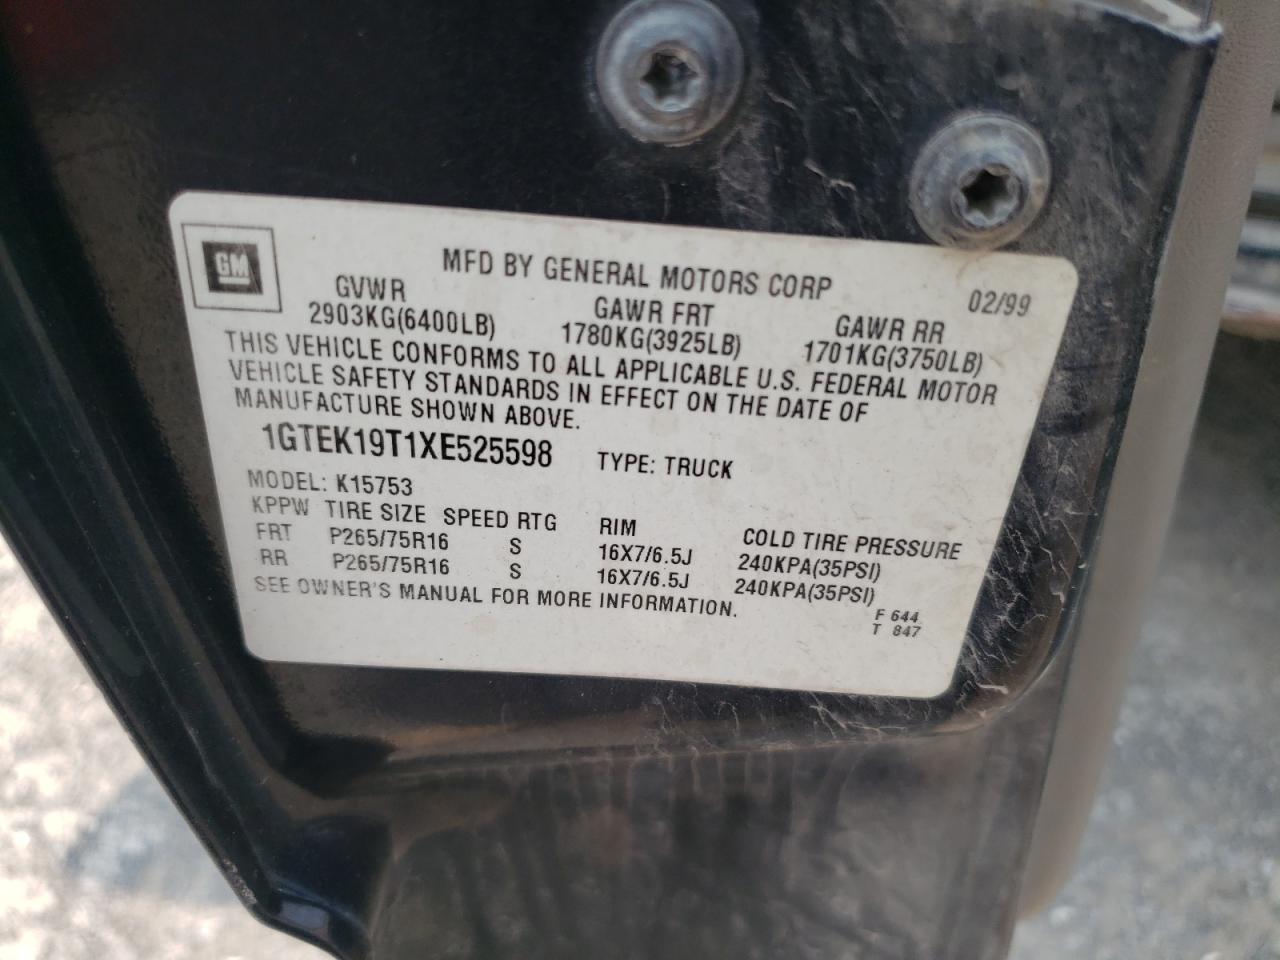 GM
MFD BY GENERAL MOTORS CORP 02/99
GVWR GAWR FRT GAWR RR
2903KG(6400LB) 1780KG(3925LB) 1701KG(3750LB)
THIS VEHICLE CONFORMS TO ALL APPLICABLE U.S. FEDERAL MOTOR
VEHICLE SAFETY STANDARDS IN EFFECT ON THE DATE OF
MANUFACTURE SHOWN ABOVE.
1GTEK19T1XE525598 TYPE: TRUCK
MODEL: K15753
KPPW TIRE SIZE SPEED RTG RIM COLD TIRE PRESSURE
FRT P265/75R16 S 16X7/6.5J 240KPA(35PSI)
RR P265/75R16 S 16X7/6.5J 240KPA(35PSI)
SEE OWNER'S MANUAL FOR MORE INFORMATION.
F 644
T 847